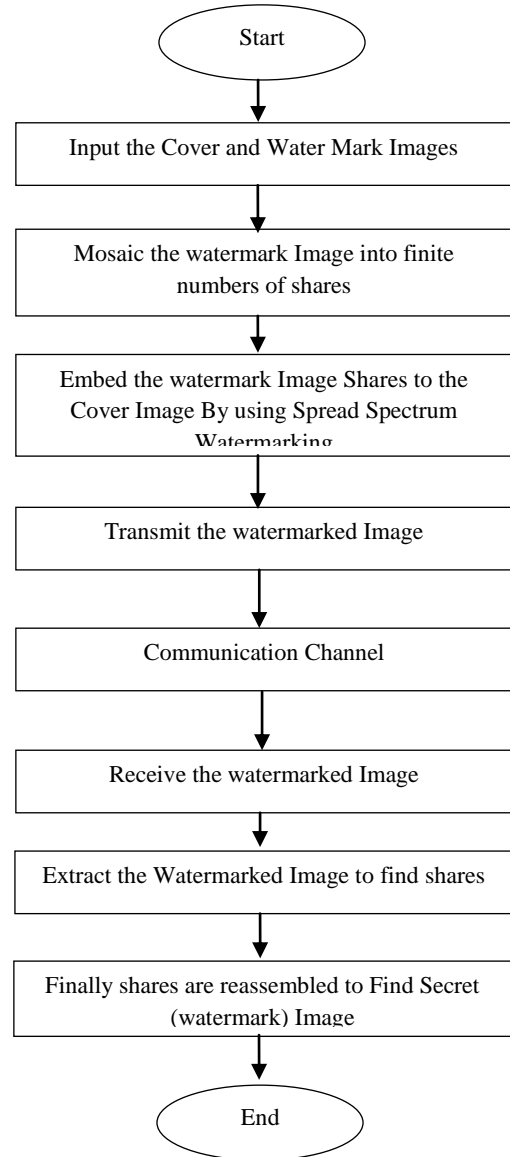 Start
Input the Cover and Water Mark Images
Mosaic the watermark Image into finite
numbers of shares
Embed the watermark Image Shares to the
Cover Image By using Spread Spectrum
Watermarking
Transmit the watermarked Image
Communication Channel
Receive the watermarked Image
Extract the Watermarked Image to find shares
Finally shares are reassembled to Find Secret
(watermark) Image
End